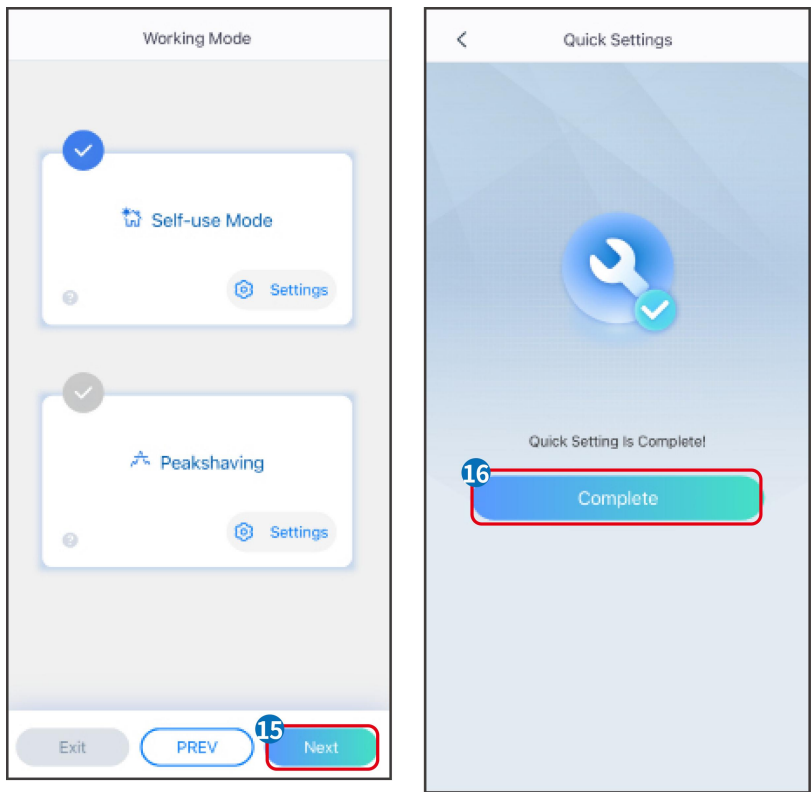 Working Mode
Self-use Mode
?
Settings
Peakshaving
?
Settings
Exit
PREV
15
Next
Quick Settings
Quick Setting Is Complete!
16
Complete